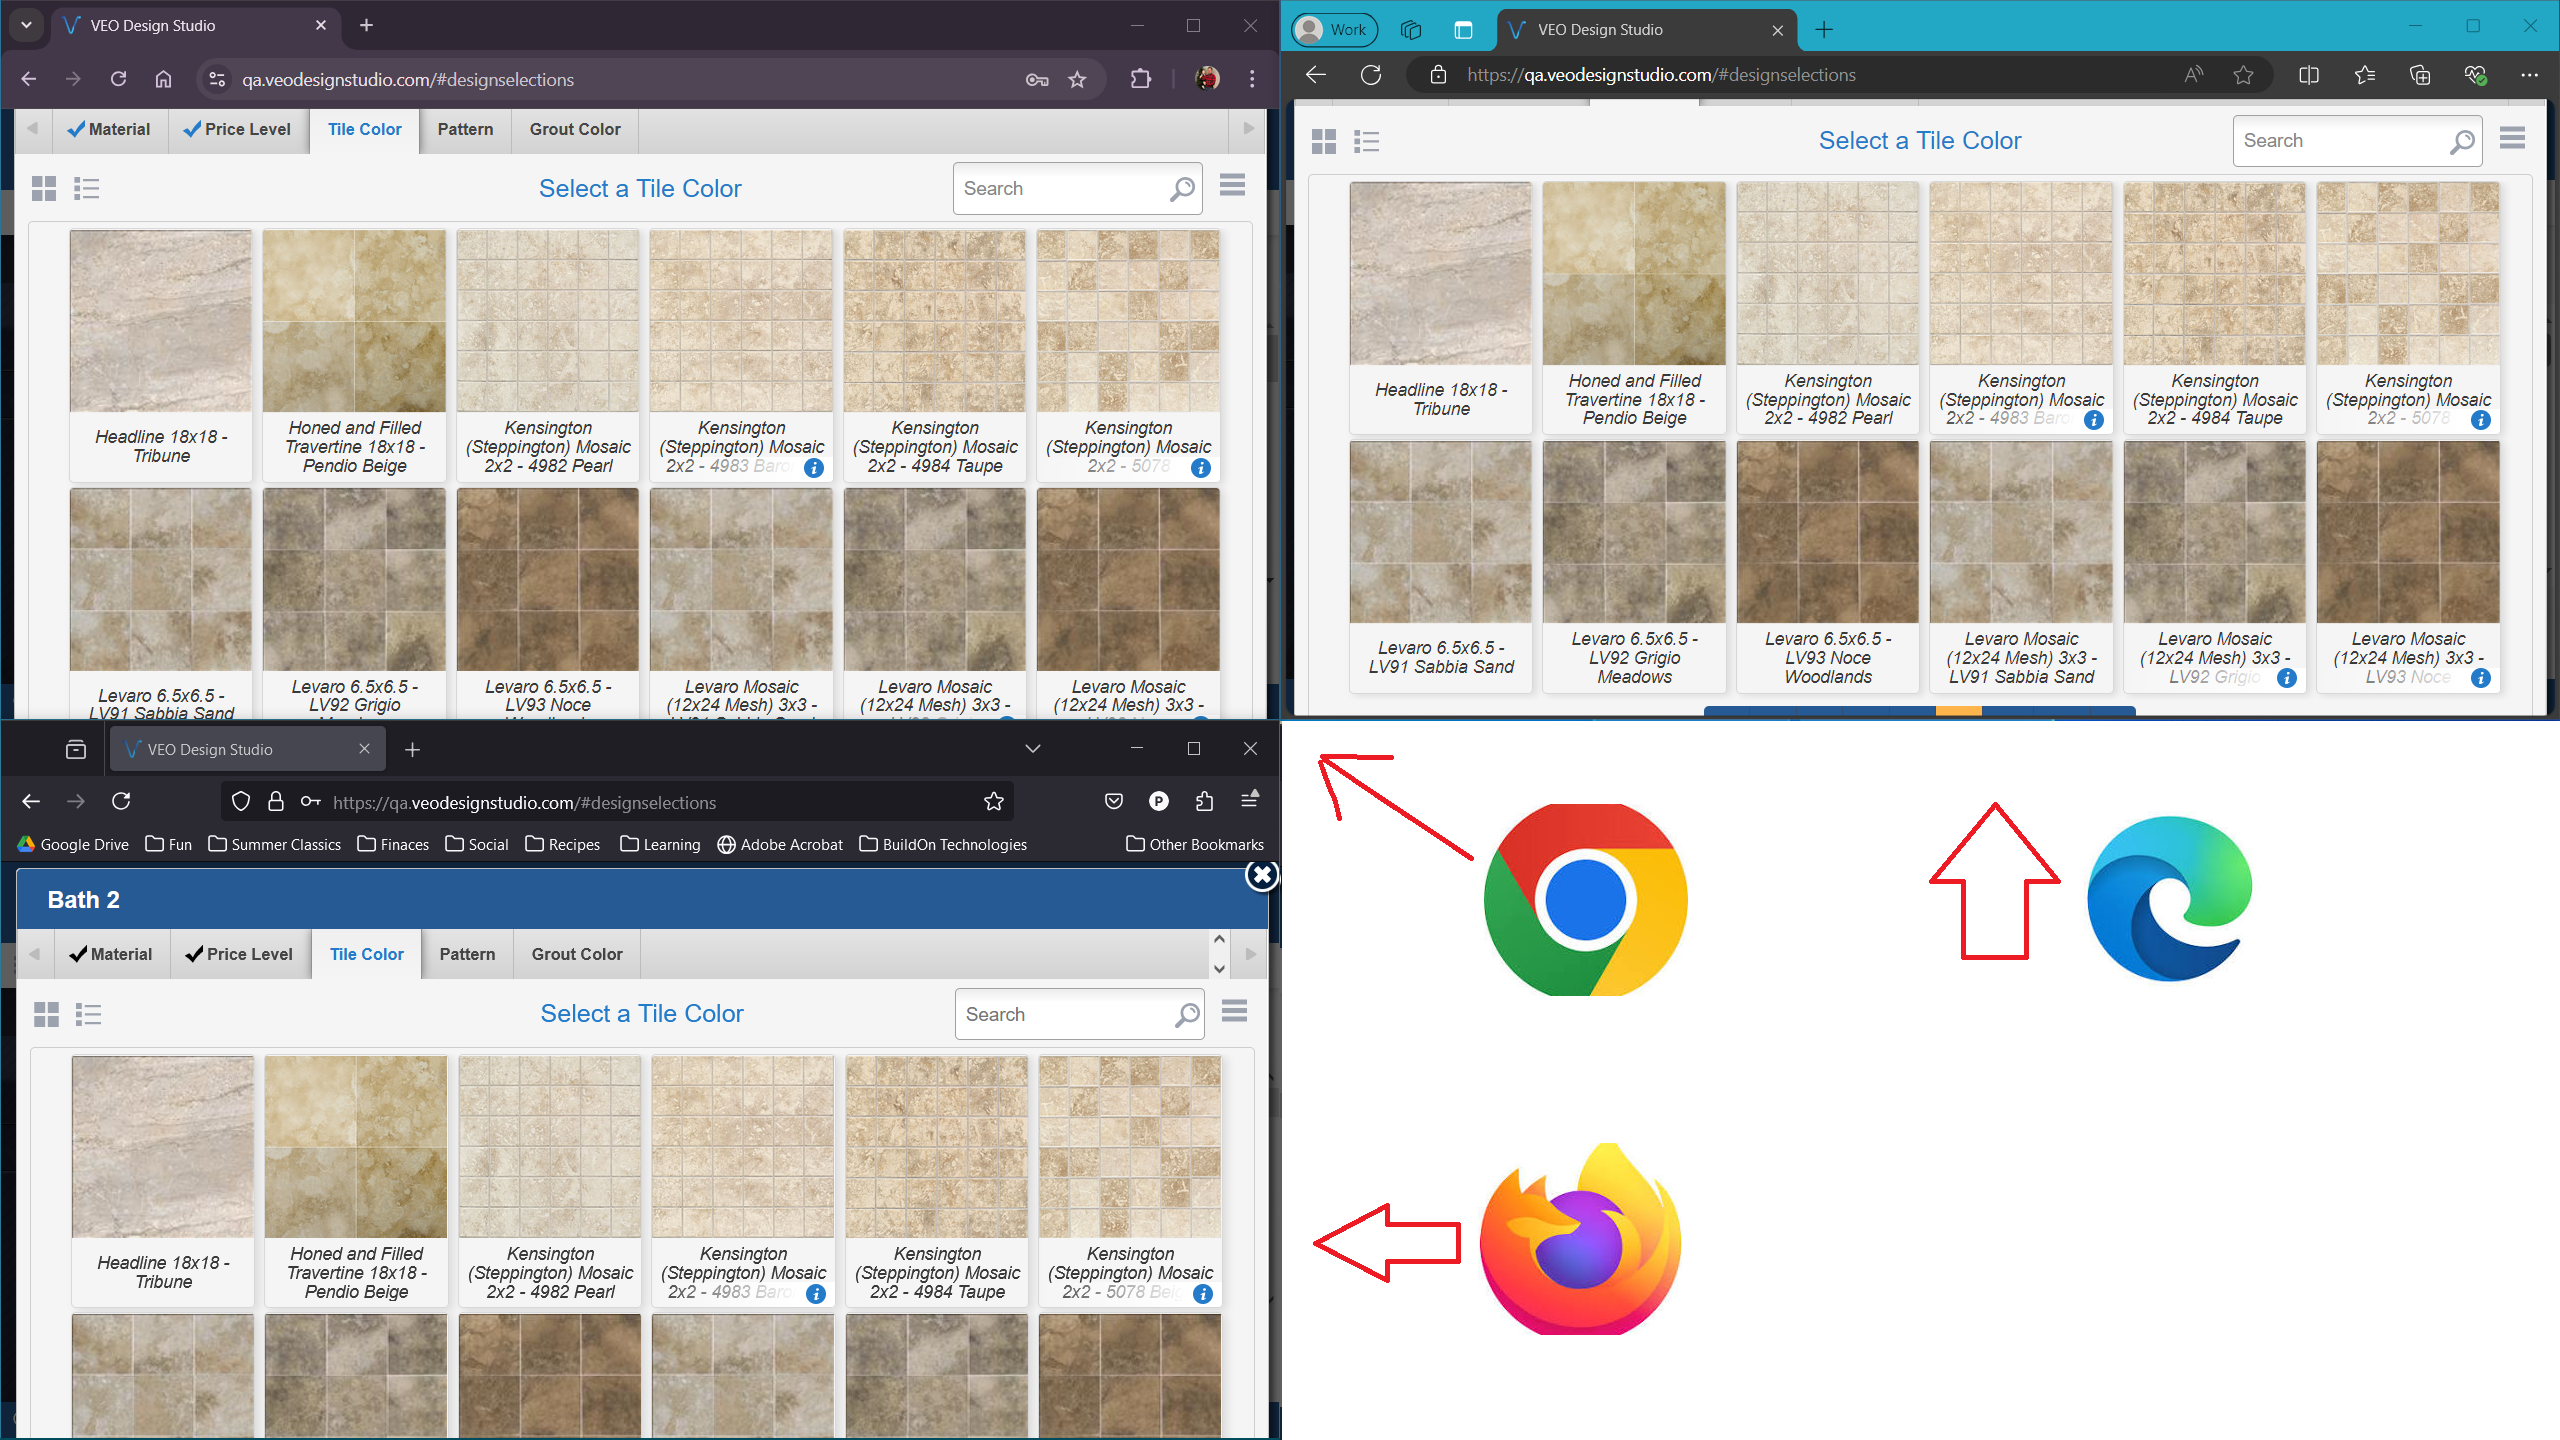 VEO Design Studio
qa.veodesignstudio.com/#designselections
Material
Price Level
Tile Color
Pattern
Grout Color
Select a Tile Color
Search
Headline 18x18 -
Tribune
Honed and Filled
Travertine 18x18 -
Pendio Beige
Kensington
(Steppington) Mosaic
2x2 - 4982 Pearl
Kensington
(Steppington) Mosaic
2x2 - 4983 Baro
Kensington
(Steppington) Mosaic
2x2 - 4984 Taupe
Kensington
(Steppington) Mosaic
2x2 - 5078
Levaro 6.5x6.5 -
LV91 Sabbia Sand
Levaro 6.5x6.5 -
LV92 Grigio
Levaro 6.5x6.5 -
LV93 Noce
Levaro Mosaic
(12x24 Mesh) 3x3 -
Levaro Mosaic
(12x24 Mesh) 3x3 -
Levaro Mosaic
(12x24 Mesh) 3x3 -
Work
VEO Design Studio
https://qa.veodesignstudio.com/#designselections
Select a Tile Color
Search
Headline 18x18 -
Tribune
Honed and Filled
Travertine 18x18 -
Pendio Beige
Kensington
(Steppington) Mosaic
2x2 - 4982 Pearl
Kensington
(Steppington) Mosaic
2x2 - 4983 Baro
Kensington
(Steppington) Mosaic
2x2 - 4984 Taupe
Kensington
(Steppington) Mosaic
2x2 - 5078
Levaro 6.5x6.5 -
LV91 Sabbia Sand
Levaro 6.5x6.5 -
LV92 Grigio
Meadows
Levaro 6.5x6.5 -
LV93 Noce
Woodlands
Levaro Mosaic
(12x24 Mesh) 3x3 -
LV91 Sabbia Sand
Levaro Mosaic
(12x24 Mesh) 3x3 -
LV92 Grigio
Levaro Mosaic
(12x24 Mesh) 3x3 -
LV93 Noce
VEO Design Studio
https://qa.veodesignstudio.com/#designselections
P
Google Drive
Fun
Summer Classics
Finaces
Social
Recipes
Learning
Adobe Acrobat
BuildOn Technologies
Other Bookmarks
Bath 2
Material
Price Level
Tile Color
Pattern
Grout Color
Select a Tile Color
Search
Headline 18x18 -
Tribune
Honed and Filled
Travertine 18x18 -
Pendio Beige
Kensington
(Steppington) Mosaic
2x2 - 4982 Pearl
Kensington
(Steppington) Mosaic
2x2 - 4983 Baro
Kensington
(Steppington) Mosaic
2x2 - 4984 Taupe
Kensington
(Steppington) Mosaic
2x2 - 5078 Bei